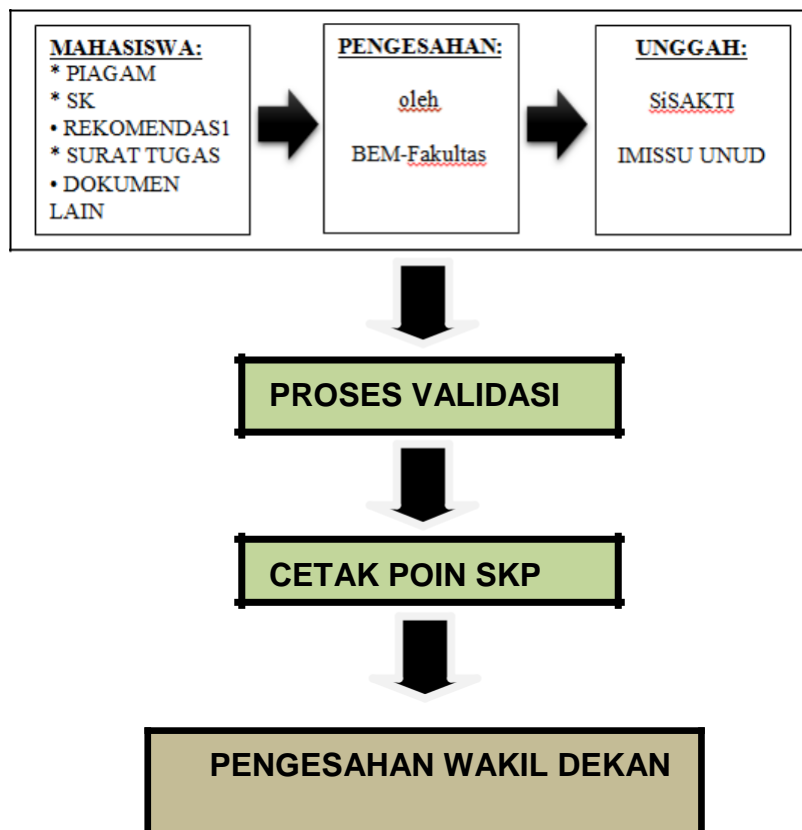 MAHASISWA:
* PIAGAM
* SK
• REKOMENDAS1
* SURAT TUGAS
• DOKUMEN
LAIN
PENGESAHAN:
oleh
BEM-Fakultas
UNGGAH:
SiSAKTI
IMISSU UNUD
PROSES VALIDASI
CETAK POIN SKP
PENGESAHAN WAKIL DEKAN